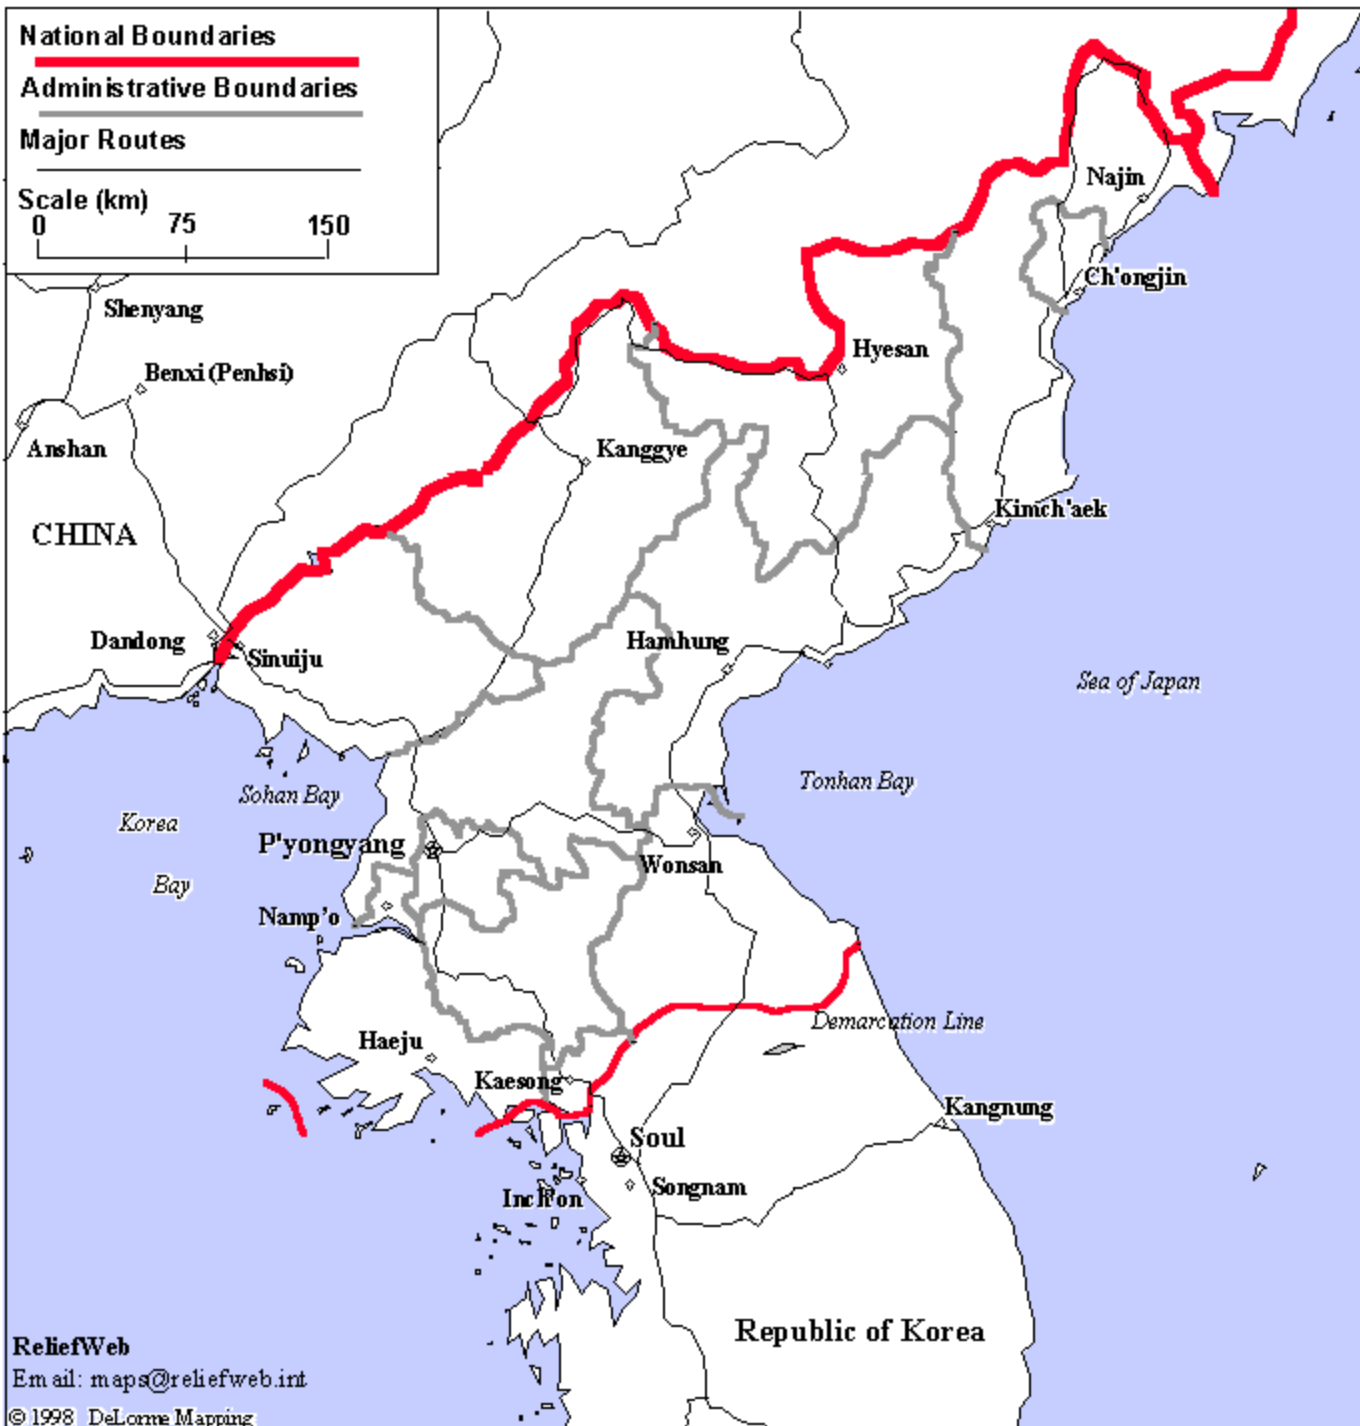 National Boundaries
Administrative Boundaries
Major Routes
Scale (km)
0 75 150
Najin
Ch'ongjin
Shenyang
Hyesan
Benxi (Penhsi)
Anshan
Kanggye
Kimch'aek
CHINA
Dandong
Sinuiju
Hamhung
Sea of Japan
Sohan Bay
Tonhan Bay
Korea
Bay
P'yongyang
Wonsan
Namp'o
Demarcation Line
Haeju
Kaesong
Kangnung
Soul
Songnam
Inch'on
Republic of Korea
ReliefWeb
Email: maps@reliefweb.int
© 1998 DeLorme Mapping